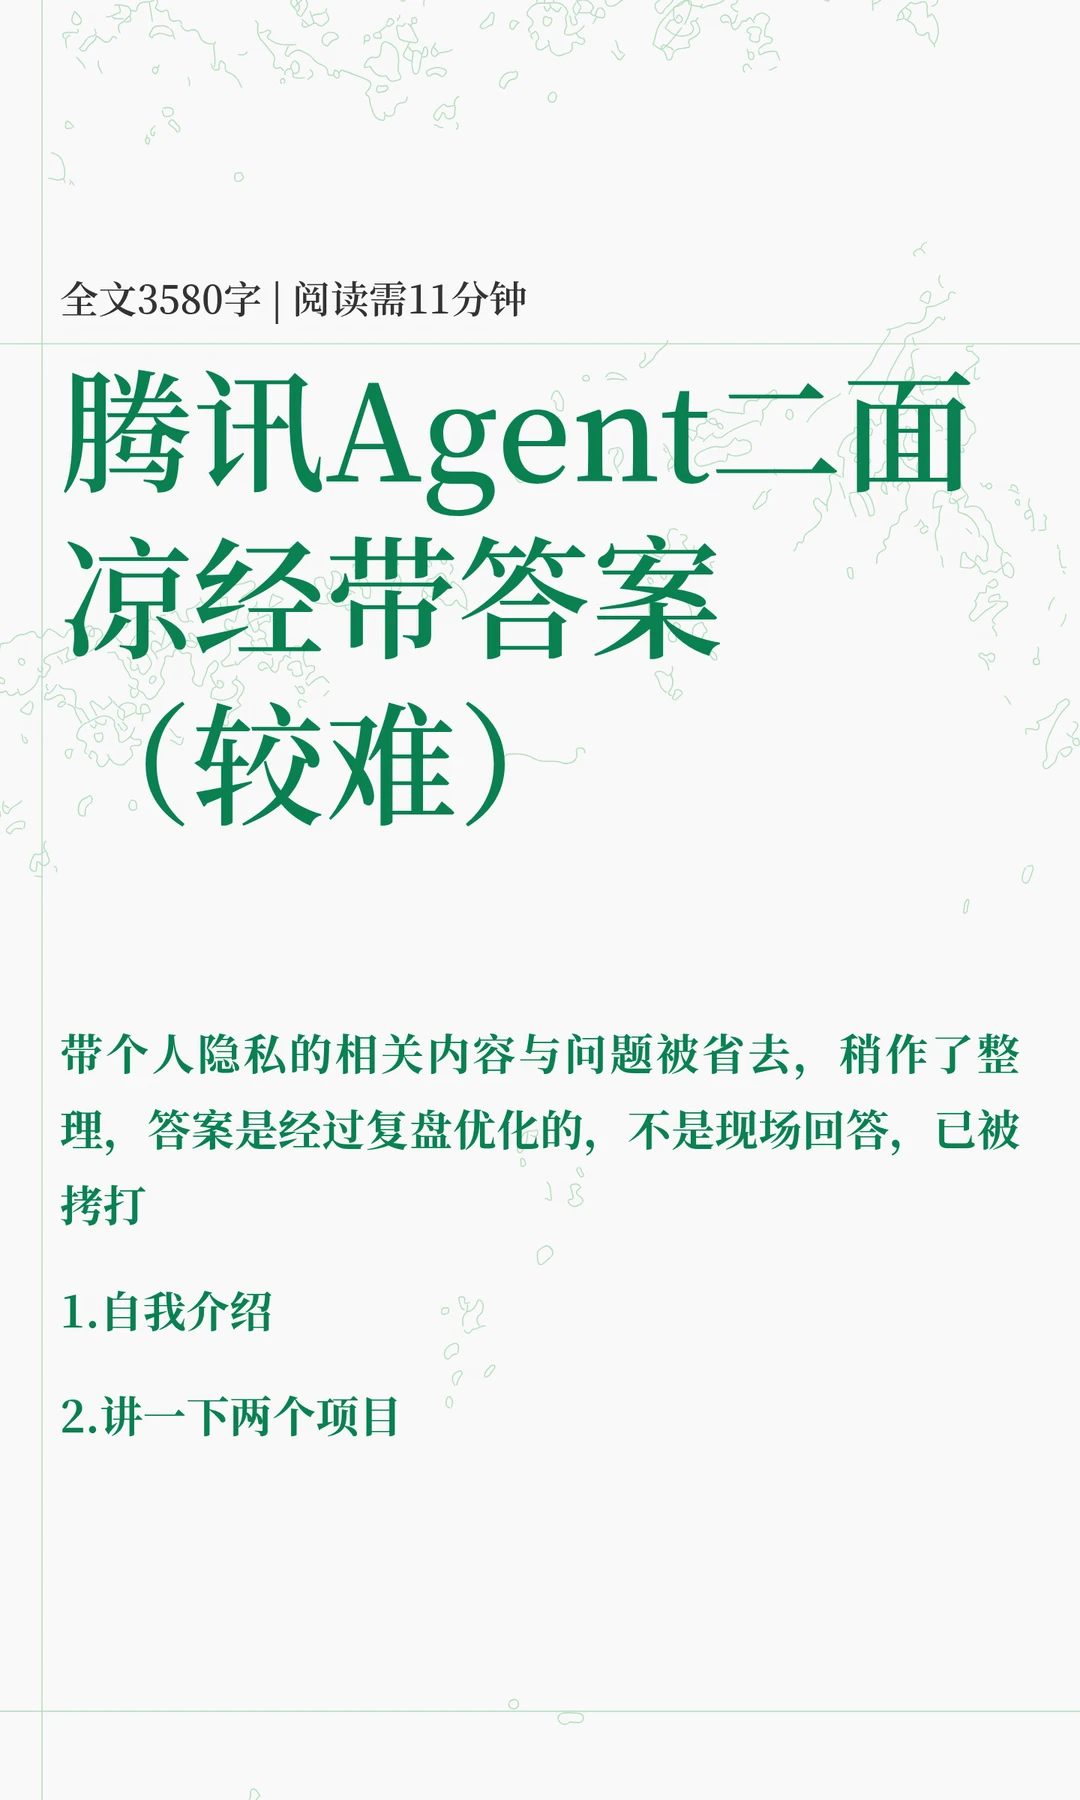 全文3580字 | 阅读需11分钟
腾讯Agent二面
凉经带答案
（较难）
带个人隐私的相关内容与问题被省去，稍作了整
理，答案是经过复盘优化的，不是现场回答，已被
拷打
1.自我介绍
2.讲一下两个项目